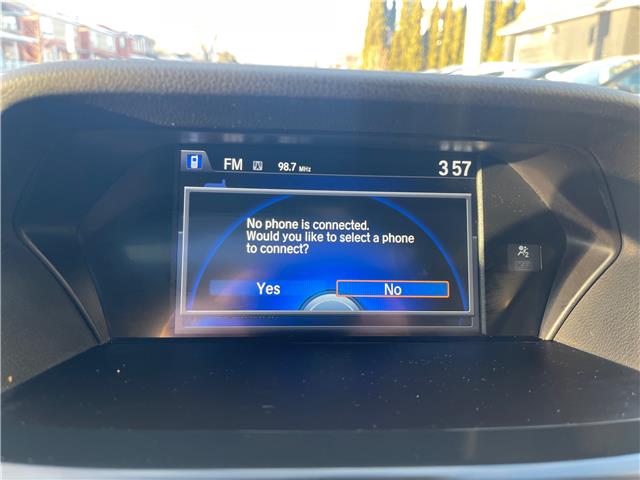 FM 98.7 MHz 3 57
No phone is connected.
Would you like to select a phone
to connect?
Yes No